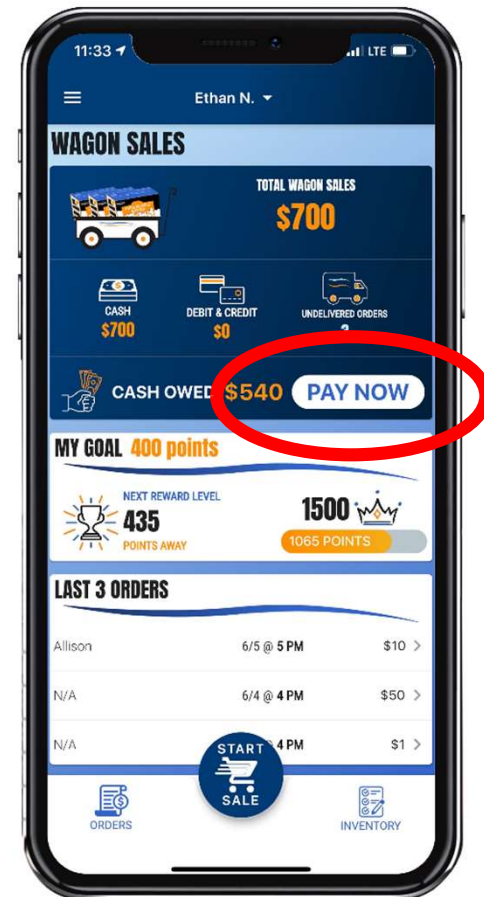 11:33
LTE
Ethan N.
WAGON SALES
TOTAL WAGON SALES
$700
CASH
$700
DEBIT & CREDIT
$0
UNDELIVERED ORDERS
CASH OWED $540 PAY NOW
MY GOAL 400 points
NEXT REWARD LEVEL
435
POINTS AWAY
1500
1065 POINTS
LAST 3 ORDERS
Allison 6/5 @ 5 PM $10
N/A 6/4 @ 4 PM $50
N/A 4 PM $1
START
SALE
ORDERS
INVENTORY